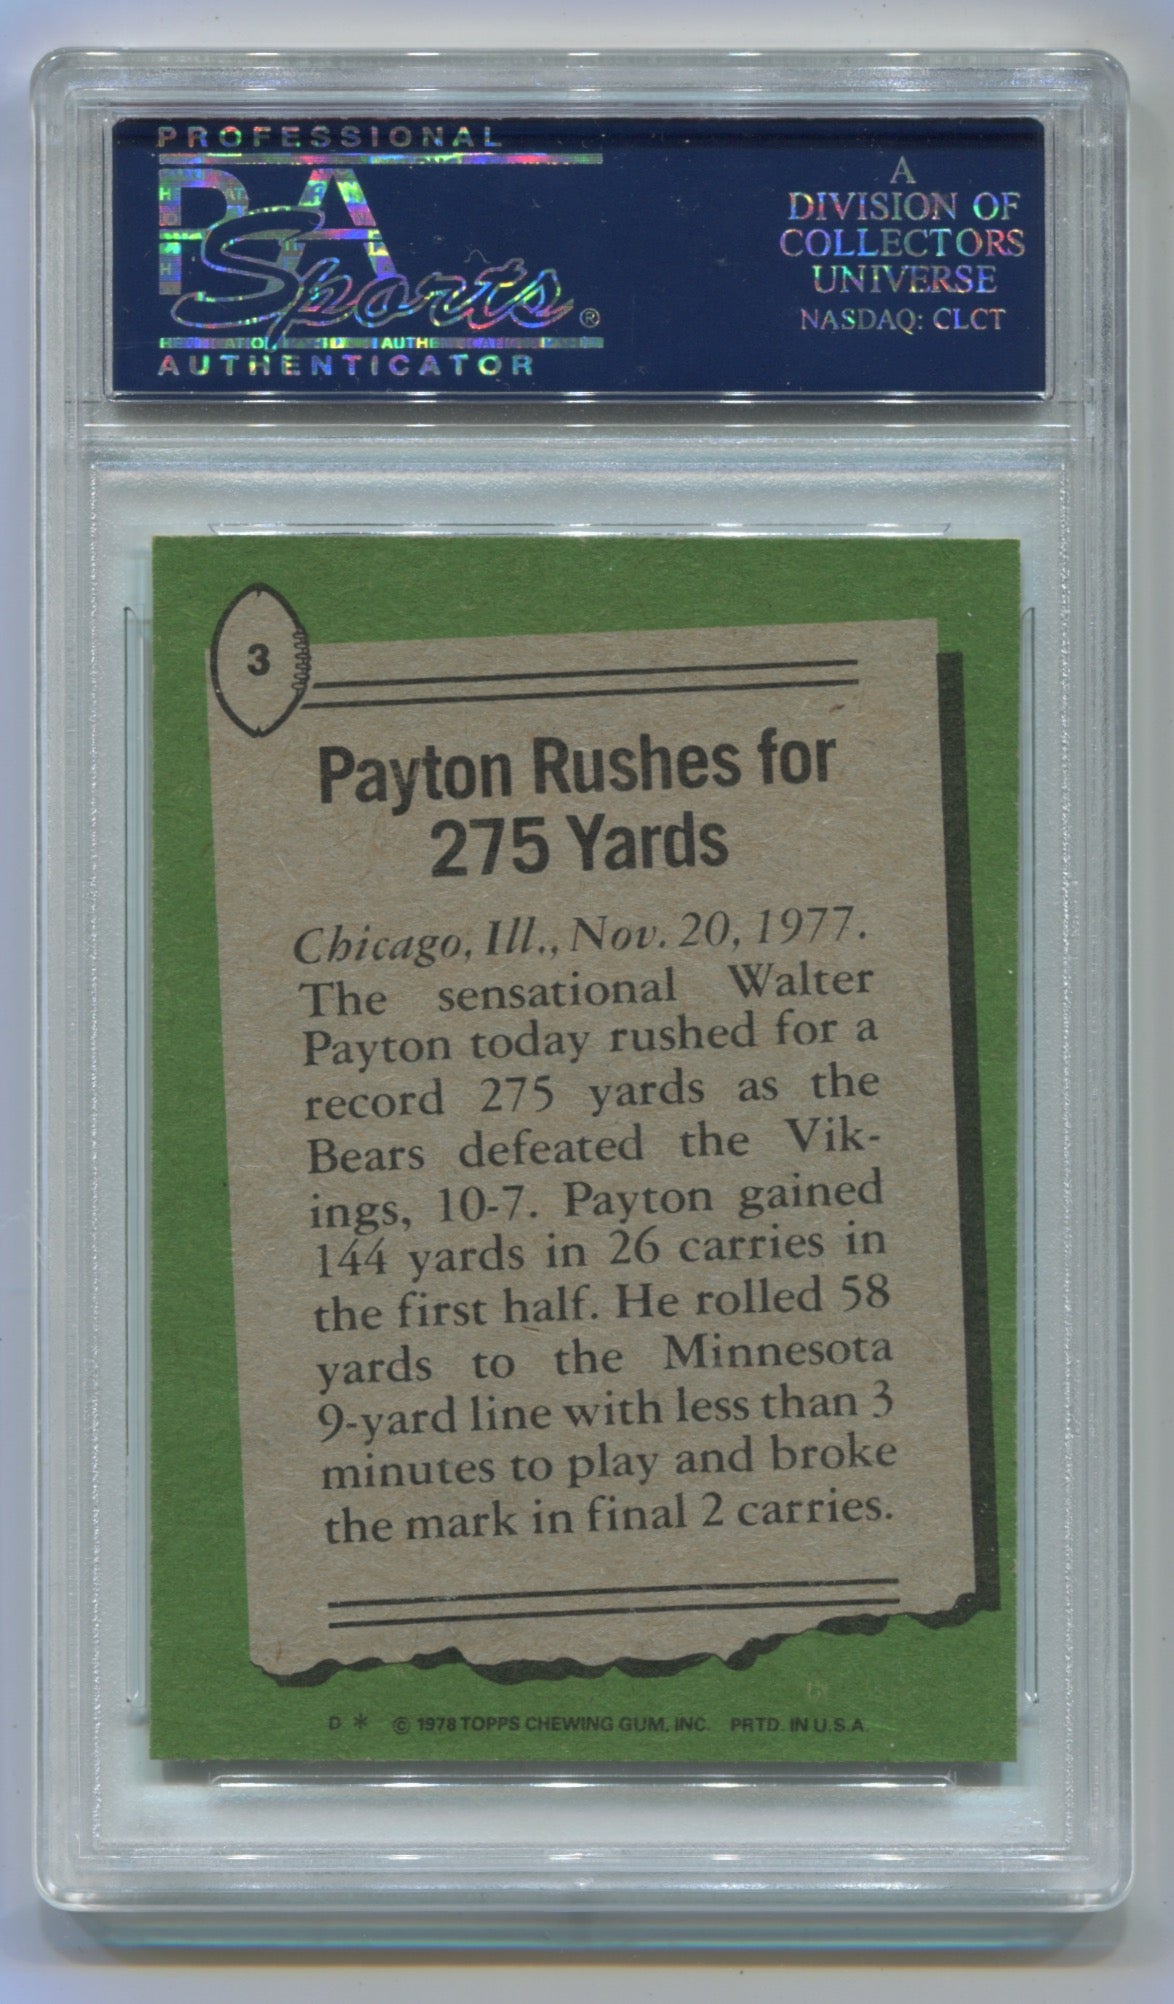 PROFESSIONAL
PSA
Sports®
AUTHENTICATOR
A
DIVISION OF
COLLECTORS
UNIVERSE
NASDAQ: CLCT
3
Payton Rushes for
275 Yards
Chicago, Ill., Nov. 20, 1977.
The sensational Walter
Payton today rushed for a
record 275 yards as the
Bears defeated the Vik-
ings, 10-7. Payton gained
144 yards in 26 carries in
the first half. He rolled 58
yards to the Minnesota
9-yard line with less than 3
minutes to play and broke
the mark in final 2 carries.
D * © 1978 TOPPS CHEWING GUM, INC. PRTD. IN U.S.A.